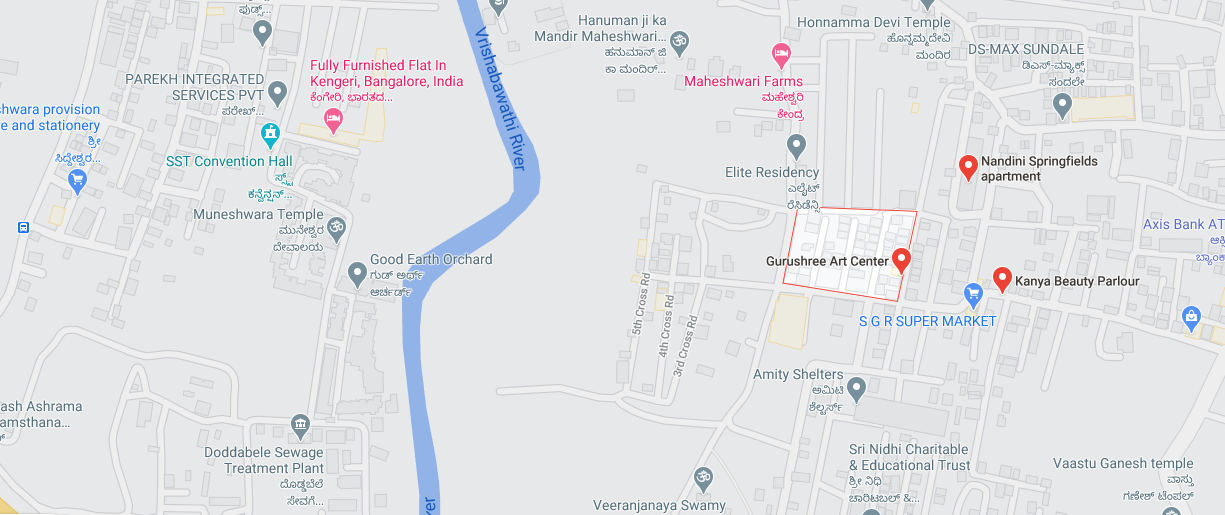 ಫುಡ್ಸ್...
Hanuman ji ka
Mandir Maheshwari...
ಹನುಮಾನ್ ಜಿ
ಕಾ ಮಂದಿರ್...
Honnamma Devi Temple
ಹೊನ್ನಮ್ಮದೇವಿ
ಮಂದಿರ
Vrishabawathi River
DS-MAX SUNDALE
ಡಿಎಸ್-ಮ್ಯಾಕ್ಸ್
ಸಂದಲೇ
Fully Furnished Flat In
Kengeri, Bangalore, India
ಕೆಂಗೇರಿ, ಭಾರತದ...
PAREKH INTEGRATED
SERVICES PVT
ಪರೇಖ್...
Maheshwari Farms
ಮಹೇಶ್ವರಿ
ಕೇಂದ್ರ
shwara provision
e and stationery
ಶ್ರೀ
ಸಿದ್ದೇಶ್ವರ...
SST Convention Hall
ಕನ್ವೆನ್ಷನ್...
Nandini Springfields
apartment
Elite Residency
ಎಲೈಟ್
ರೆಸಿಡೆನ್ಸಿ
Muneshwara Temple
ಮುನೇಶ್ವರ
ದೇವಾಲಯ
Axis Bank AT
ಆಕ್ಸಿ
ಬ್ಯಾಂಕ
Good Earth Orchard
ಗುಡ್ ಅರ್ಥ್
ಆರ್ಚರ್ಡ್
Gurushree Art Center
Kanya Beauty Parlour
S G R SUPER MARKET
5th Cross Rd
4th Cross Rd
3rd Cross Rd
Amity Shelters
ಅಮಿಟಿ
ಶೆಲ್ಟರ್ಸ್
ash Ashrama
amsthana...
Doddabele Sewage
Treatment Plant
ದೊಡ್ಡಬೆಲೆ
ಸೇವಗೆ...
Sri Nidhi Charitable
& Educational Trust
ಶ್ರೀ ನಿಧಿ
ಚಾರಿಟಬಲ್ &...
Vaastu Ganesh temple
ವಾಸ್ತು
ಗಣೇಶ್ ಟೆಂಪಲ್
Veeranjanaya Swamy
ver